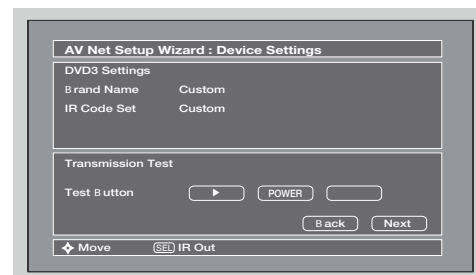 AV Net Setup Wizard : Device Settings
DVD3 Settings
Brand Name Custom
IR Code Set Custom
Transmission Test
Test Button POWER
Back Next
Move SEL IR Out